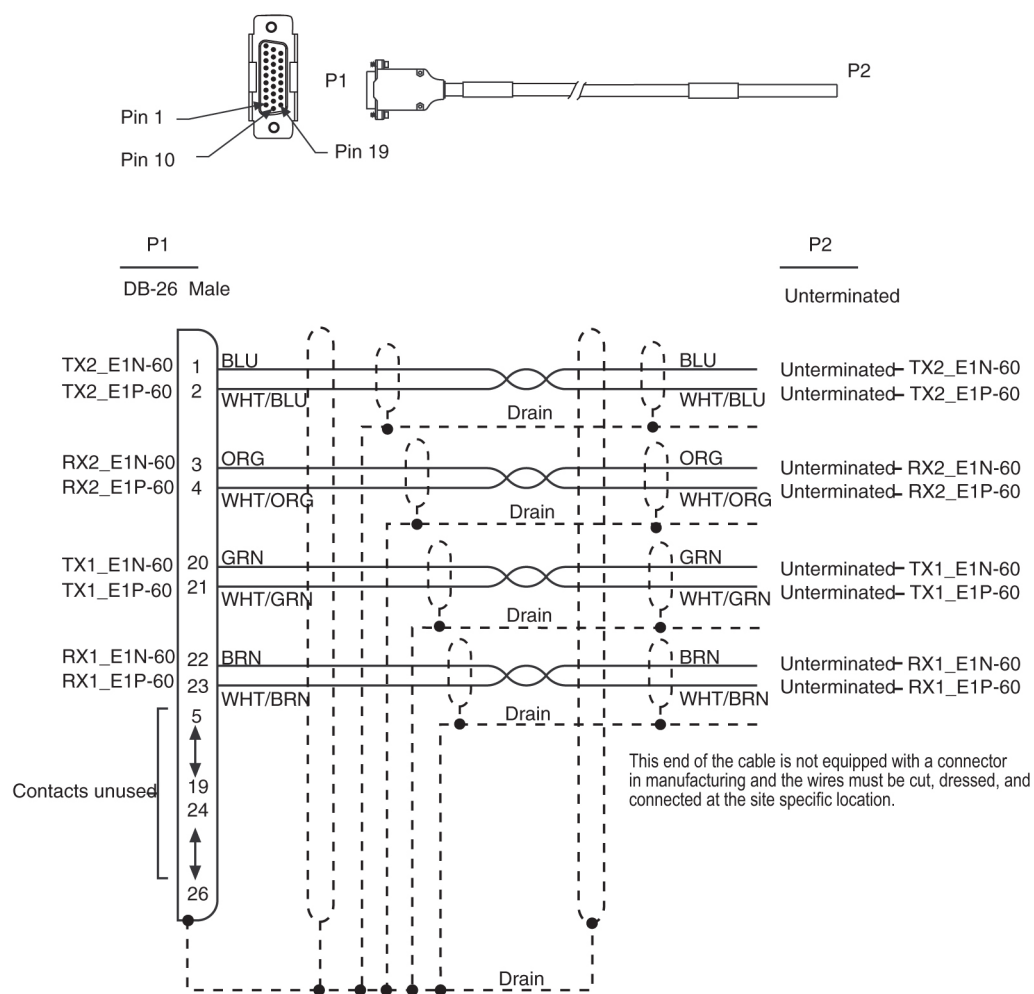 P1
P2
Pin 1
Pin 10
Pin 19
P1
P2
DB-26 Male
Unterminated
TX2_E1N-60 1 BLU BLU Unterminated TX2_E1N-60
TX2_E1P-60 2 WHT/BLU WHT/BLU Unterminated TX2_E1P-60
Drain
RX2_E1N-60 3 ORG ORG Unterminated RX2_E1N-60
RX2_E1P-60 4 WHT/ORG WHT/ORG Unterminated RX2_E1P-60
Drain
TX1_E1N-60 20 GRN GRN Unterminated TX1_E1N-60
TX1_E1P-60 21 WHT/GRN WHT/GRN Unterminated TX1_E1P-60
Drain
RX1_E1N-60 22 BRN BRN Unterminated RX1_E1N-60
RX1_E1P-60 23 WHT/BRN WHT/BRN Unterminated RX1_E1P-60
Drain
5
19
Contacts unused
24
26
This end of the cable is not equipped with a connector
in manufacturing and the wires must be cut, dressed, and
connected at the site specific location.
Drain